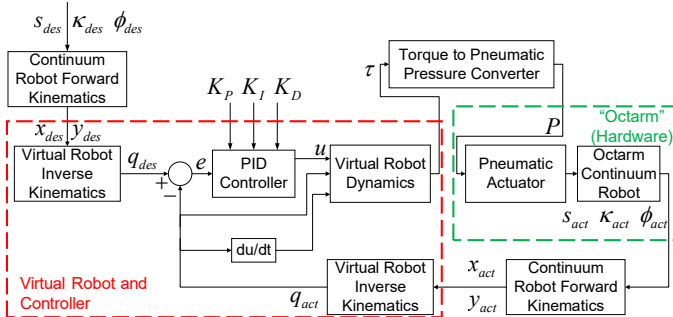 s_des κ_des ϕ_des
Continuum
Robot Forward
Kinematics
x_des y_des
Virtual Robot
Inverse
Kinematics
q_des
+
−
e
K_P K_I K_D
PID
Controller
u
Virtual Robot
Dynamics
du/dt
τ
Torque to Pneumatic
Pressure Converter
P
"Octarm"
(Hardware)
Pneumatic
Actuator
Octarm
Continuum
Robot
s_act κ_act ϕ_act
Continuum
Robot Forward
Kinematics
x_act
y_act
Virtual Robot
Inverse
Kinematics
q_act
Virtual Robot and
Controller